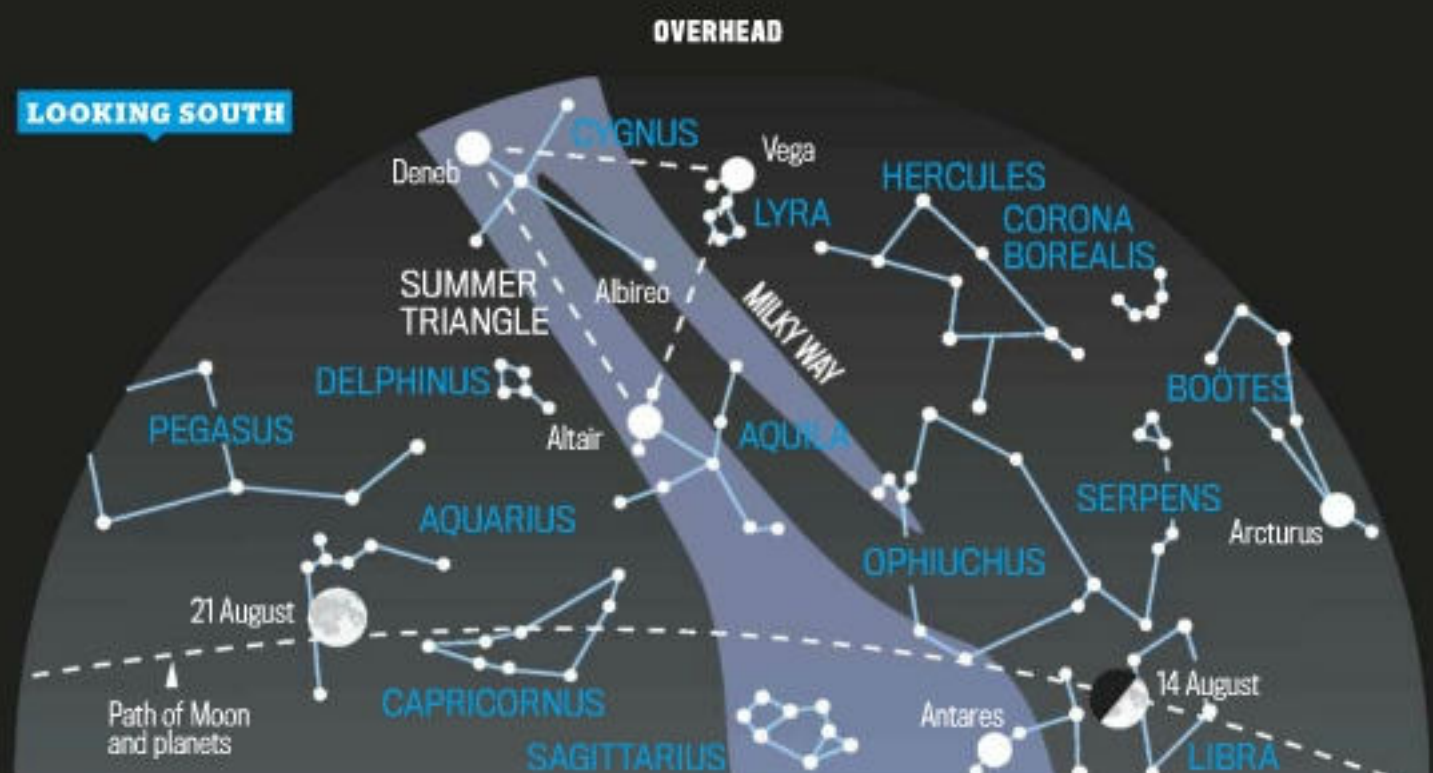 OVERHEAD
LOOKING SOUTH
CYGNUS
Deneb
Vega
LYRA
HERCULES
CORONA
BOREALIS
SUMMER
TRIANGLE
Albireo
MILKY WAY
DELPHINUS
PEGASUS
Altair
AQUILA
BOÖTES
AQUARIUS
SERPENS
Arcturus
OPHIUCHUS
21 August
14 August
Path of Moon
and planets
CAPRICORNUS
Antares
SAGITTARIUS
LIBRA